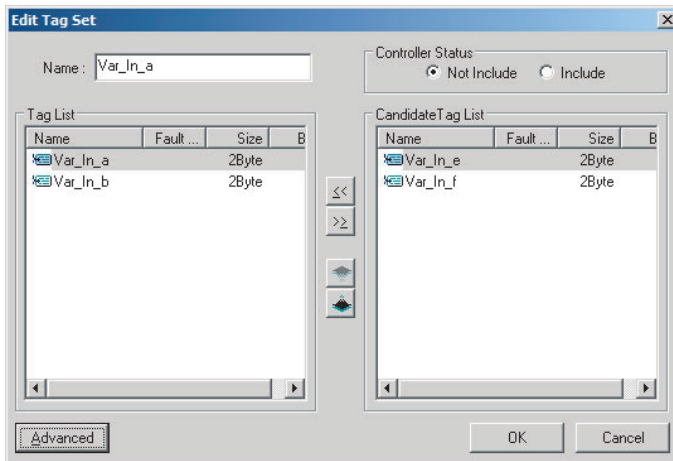 Edit Tag Set
Name : Var_In_a
Controller Status
Not Include Include
Tag List
Name Fault ... Size B
Var_In_a 2Byte
Var_In_b 2Byte
<<
>>
CandidateTag List
Name Fault ... Size B
Var_In_e 2Byte
Var_In_f 2Byte
Advanced
OK Cancel